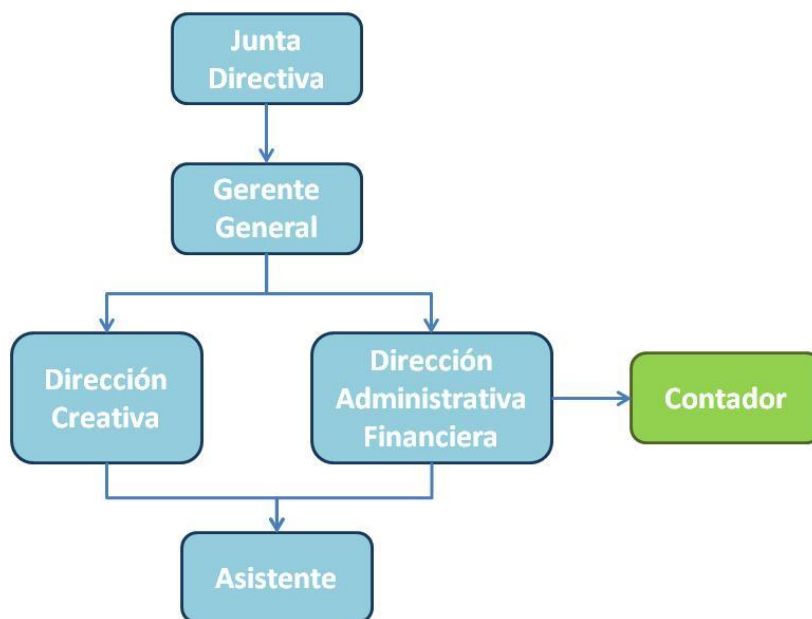 Junta
Directiva
Gerente
General
Dirección
Creativa
Dirección
Administrativa
Financiera
Contador
Asistente